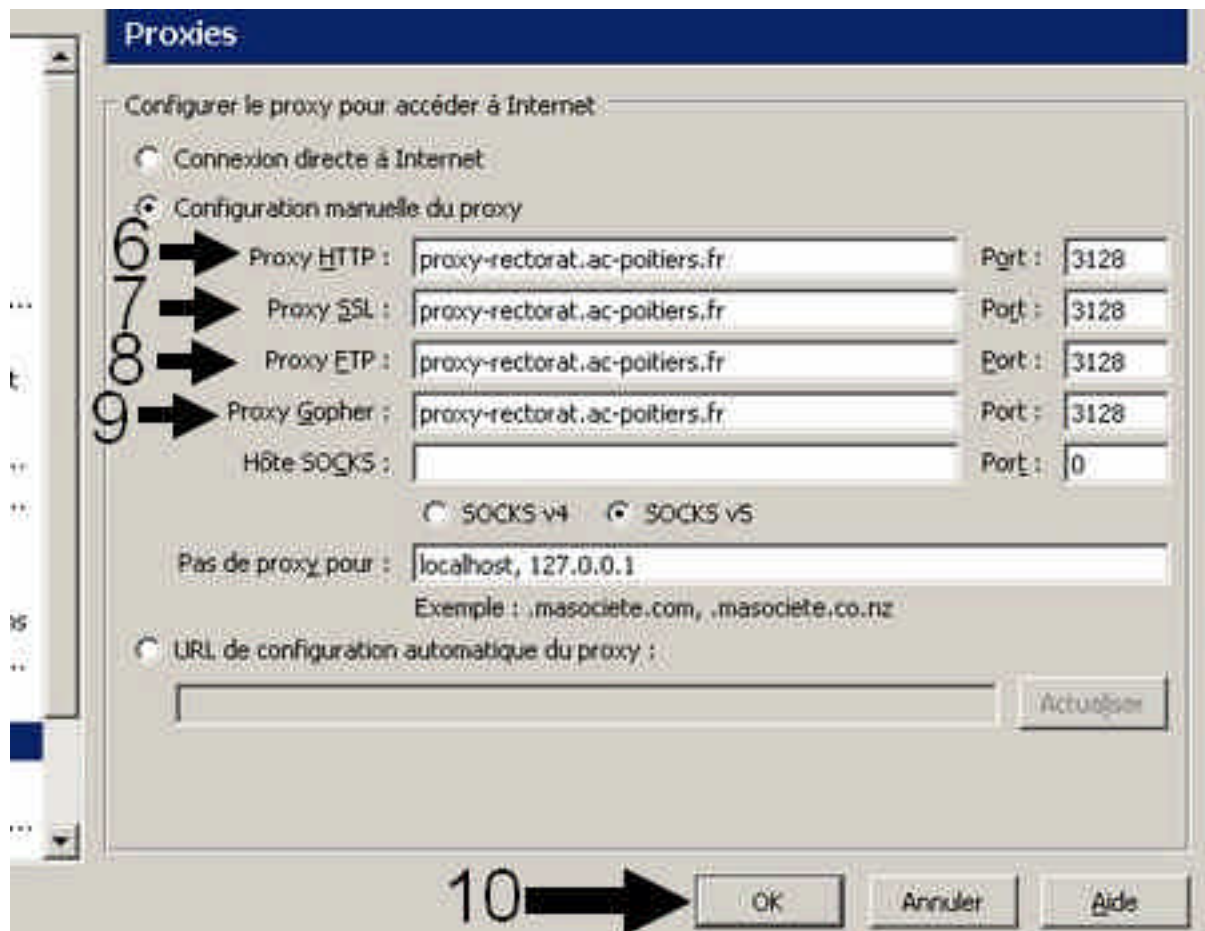 Proxies
Configurer le proxy pour accéder à Internet
Connexion directe à Internet
Configuration manuelle du proxy
6 Proxy HTTP : proxy-rectorat.ac-poitiers.fr Port : 3128
7 Proxy SSL : proxy-rectorat.ac-poitiers.fr Port : 3128
8 Proxy FTP : proxy-rectorat.ac-poitiers.fr Port : 3128
9 Proxy Gopher : proxy-rectorat.ac-poitiers.fr Port : 3128
Hôte SOCKS : Port : 0
SOCKS v4 SOCKS v5
Pas de proxy pour : localhost, 127.0.0.1
Exemple : .masociete.com, .masociete.co.nz
URL de configuration automatique du proxy :
Actualiser
10 OK Annuler Aide